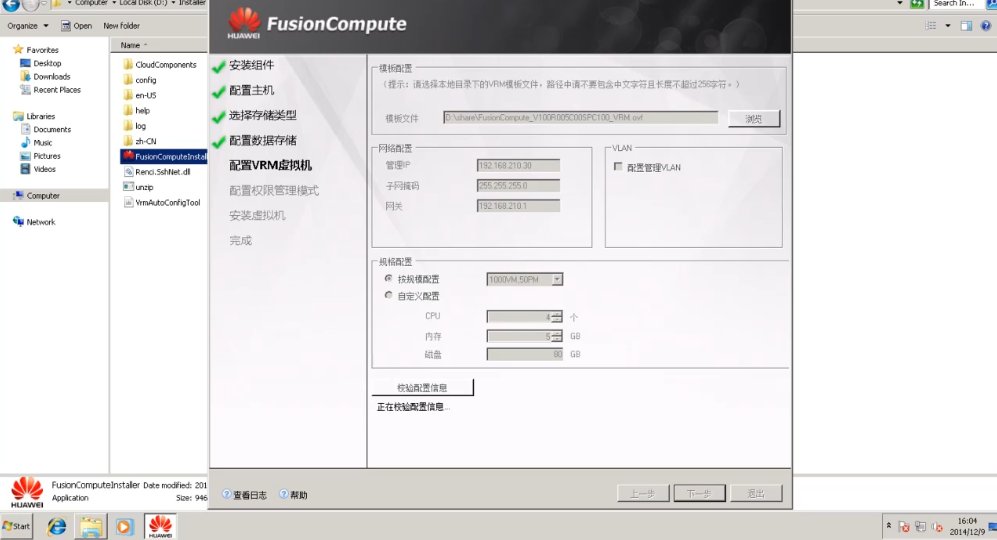 Computer ▾ Local Disk (D:) ▾ Installer
Search In...
Organize
Open
New folder
Favorites
Desktop
Downloads
Recent Places
Libraries
Documents
Music
Pictures
Videos
Computer
Network
Name
CloudComponents
config
en-US
help
log
zh-CN
FusionComputeInstall
Renci.SshNet.dll
unzip
VrmAutoConfigTool
HUAWEI
FusionCompute
安装组件
配置主机
选择存储类型
配置数据存储
配置VRM虚拟机
配置权限管理模式
安装虚拟机
完成
模板配置
(提示：请选择本地目录下的VRM模板文件，路径中请不要包含中文字符且长度不超过256字符。)
模板文件
D:\share\FusionCompute_V100R005C00SPC100_VRM.ovf
浏览
网络配置
管理IP
192.168.210.30
子网掩码
255.255.255.0
网关
192.168.210.1
VLAN
配置管理VLAN
规格配置
按规模配置
1000VM,50PM
自定义配置
CPU
4
个
内存
5
GB
磁盘
80
GB
校验配置信息
正在校验配置信息...
查看日志
帮助
上一步
下一步
退出
HUAWEI
FusionComputeInstaller
Date modified: 201
Application
Size: 946
Start
HUAWEI
16:04
2014/12/9